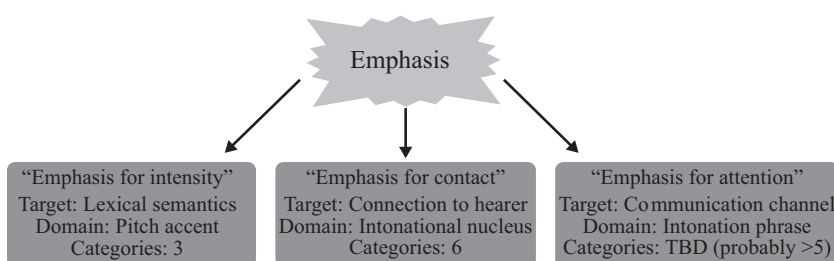 Emphasis
“Emphasis for intensity”
Target: Lexical semantics
Domain: Pitch accent
Categories: 3
“Emphasis for contact”
Target: Connection to hearer
Domain: Intonational nucleus
Categories: 6
“Emphasis for attention”
Target: Communication channel
Domain: Intonation phrase
Categories: TBD (probably >5)